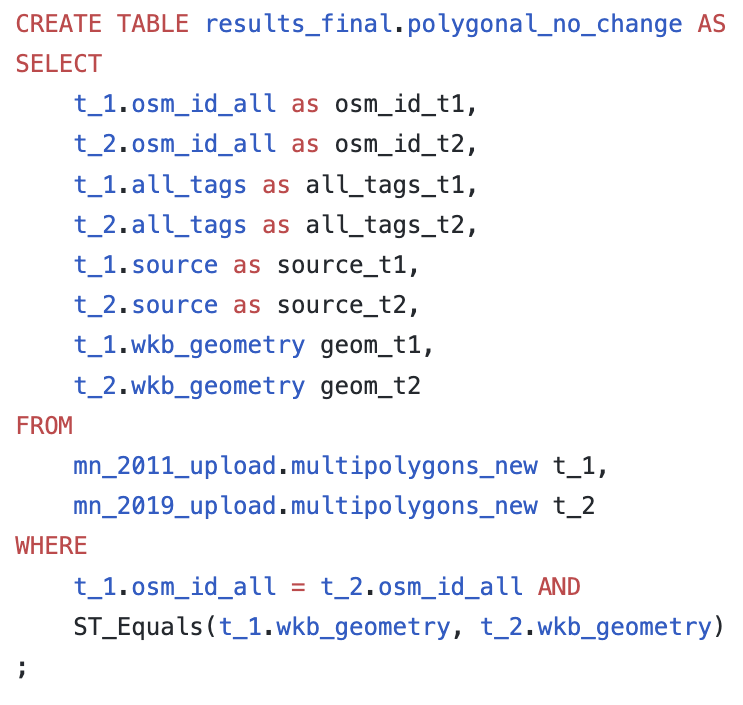 CREATE TABLE results_final.polygonal_no_change AS
SELECT
    t_1.osm_id_all as osm_id_t1,
    t_2.osm_id_all as osm_id_t2,
    t_1.all_tags as all_tags_t1,
    t_2.all_tags as all_tags_t2,
    t_1.source as source_t1,
    t_2.source as source_t2,
    t_1.wkb_geometry geom_t1,
    t_2.wkb_geometry geom_t2
FROM
    mn_2011_upload.multipolygons_new t_1,
    mn_2019_upload.multipolygons_new t_2
WHERE
    t_1.osm_id_all = t_2.osm_id_all AND
    ST_Equals(t_1.wkb_geometry, t_2.wkb_geometry)
;